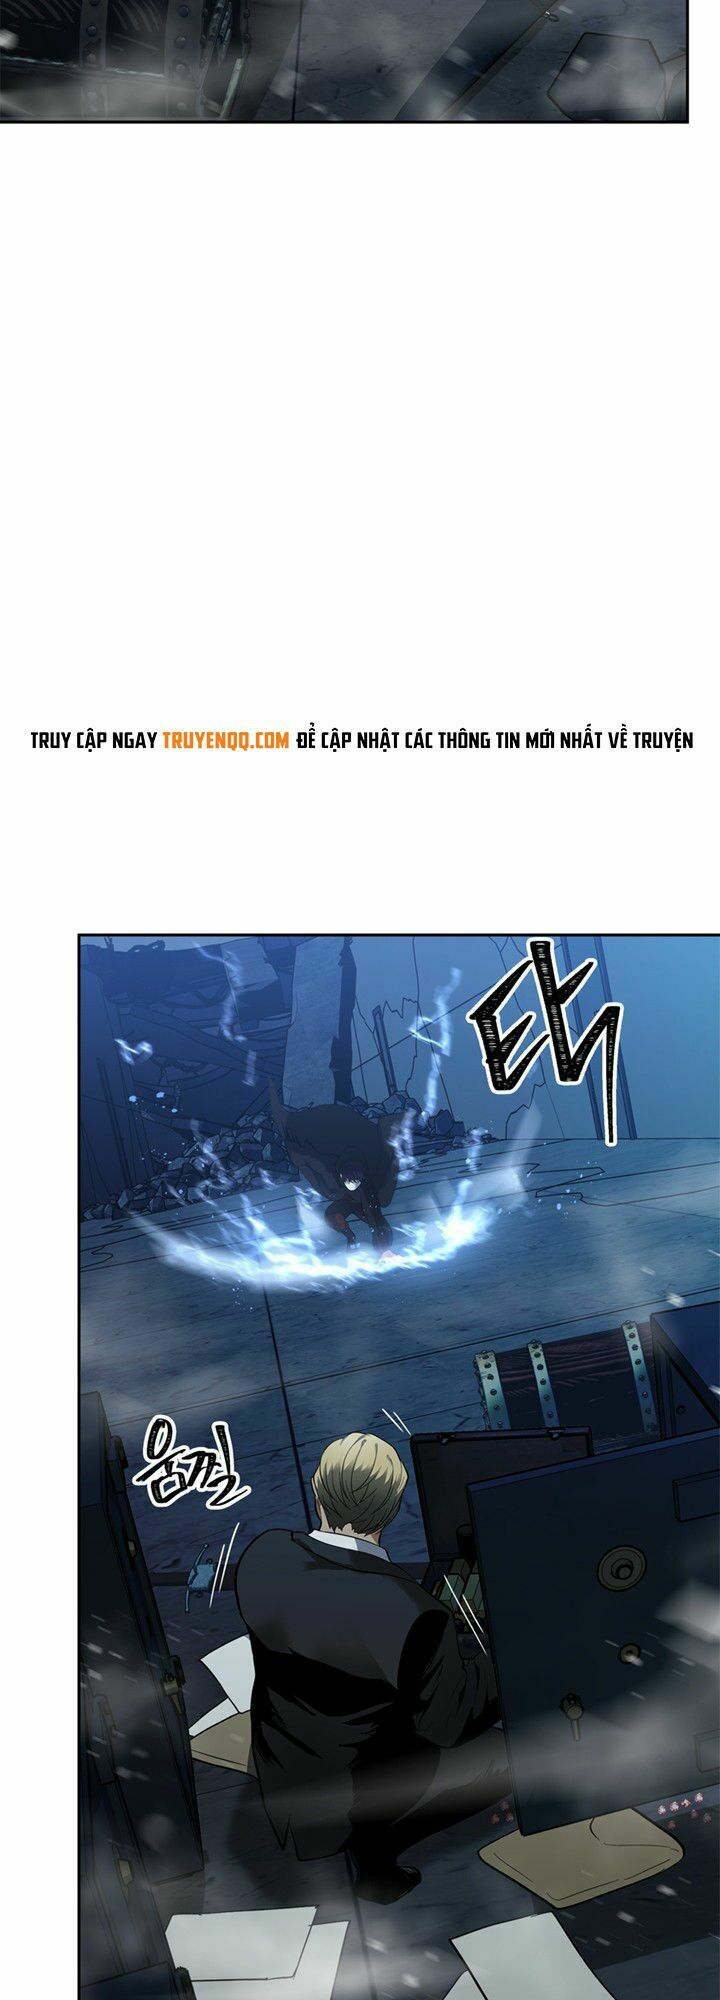 TRUY CẬP NGAY TRUYENQQ.COM ĐỂ CẬP NHẬT CÁC THÔNG TIN MỚI NHẤT VỀ TRUYỆN
탁
움찔